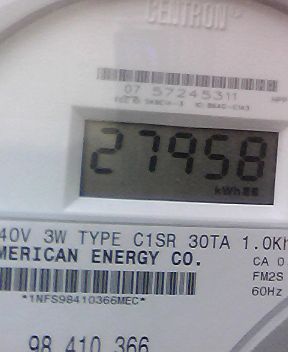 CENTRON
07 57245311
27958
kWh
40V 3W TYPE C1SR 30TA 1.0Kh
MERICAN ENERGY CO.
CA 0
FM2S
*1NFS98410366MEC*
60Hz
98 410 366